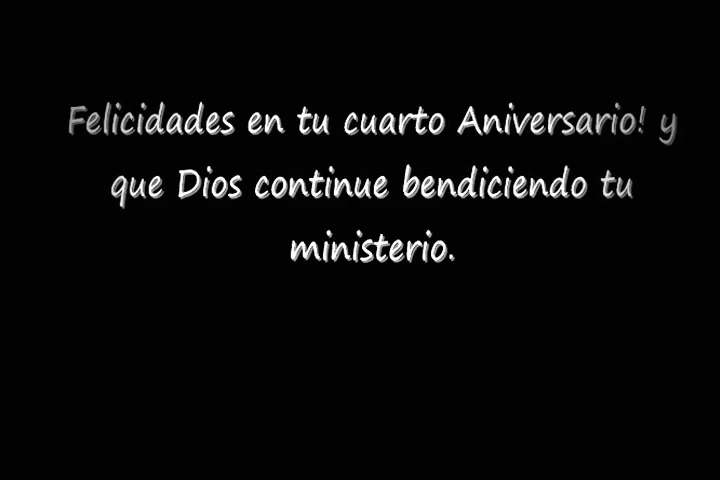 Felicidades en tu cuarto Aniversario! y
que Dios continue bendiciendo tu
ministerio.